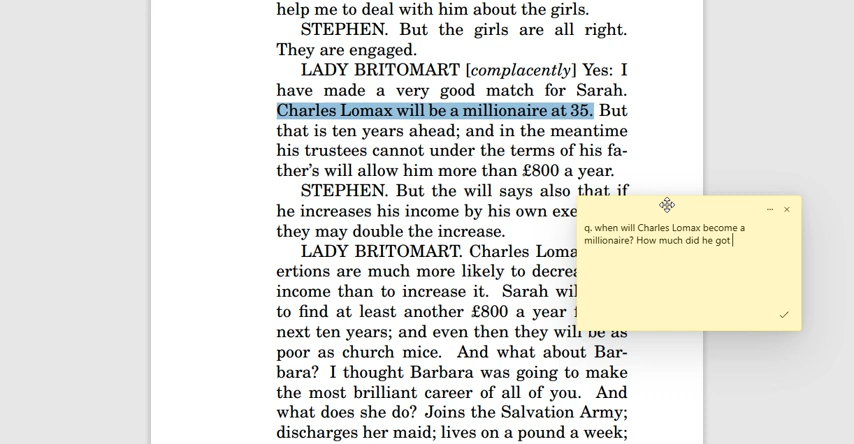 help me to deal with him about the girls.
STEPHEN. But the girls are all right.
They are engaged.
LADY BRITOMART [complacently] Yes: I
have made a very good match for Sarah.
Charles Lomax will be a millionaire at 35. But
that is ten years ahead; and in the meantime
his trustees cannot under the terms of his fa-
ther's will allow him more than £800 a year.
STEPHEN. But the will says also that if
he increases his income by his own exe
they may double the increase.
LADY BRITOMART. Charles Loma
ertions are much more likely to decrea
income than to increase it. Sarah wil
to find at least another £800 a year f
next ten years; and even then they will be as
poor as church mice. And what about Bar-
bara? I thought Barbara was going to make
the most brilliant career of all of you. And
what does she do? Joins the Salvation Army;
discharges her maid; lives on a pound a week;
q. when will Charles Lomax become a
millionaire? How much did he got